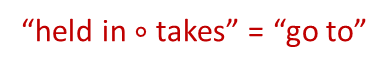 “held in ∘ takes” = “go to”